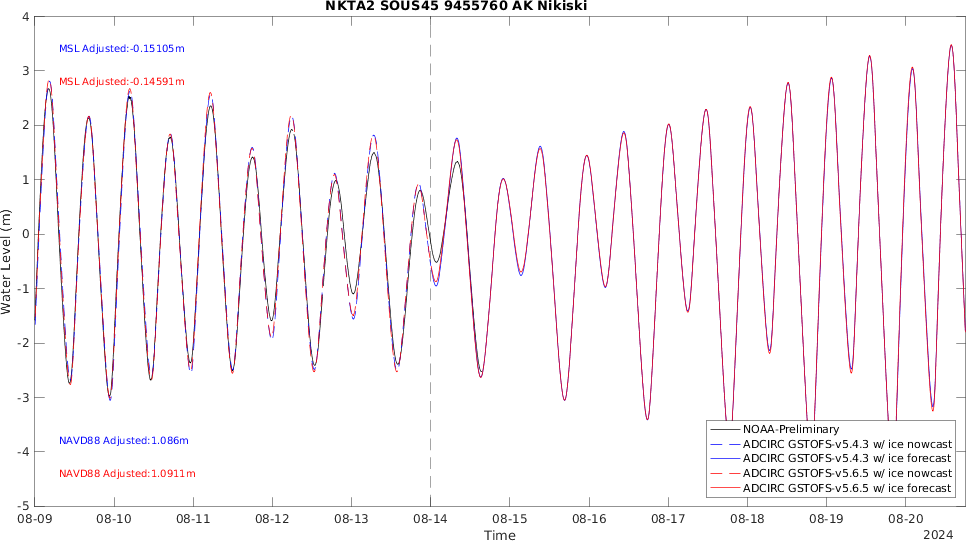 NKTA2 SOUS45 9455760 AK Nikiski
4
3
2
1
0
-1
-2
-3
-4
-5
Water Level (m)
MSL Adjusted:-0.15105m
MSL Adjusted:-0.14591m
NAVD88 Adjusted:1.086m
NAVD88 Adjusted:1.0911m
NOAA-Preliminary
ADCIRC GSTOFS-v5.4.3 w/ ice nowcast
ADCIRC GSTOFS-v5.4.3 w/ ice forecast
ADCIRC GSTOFS-v5.6.5 w/ ice nowcast
ADCIRC GSTOFS-v5.6.5 w/ ice forecast
08-09 08-10 08-11 08-12 08-13 08-14 08-15 08-16 08-17 08-18 08-19 08-20
Time
2024